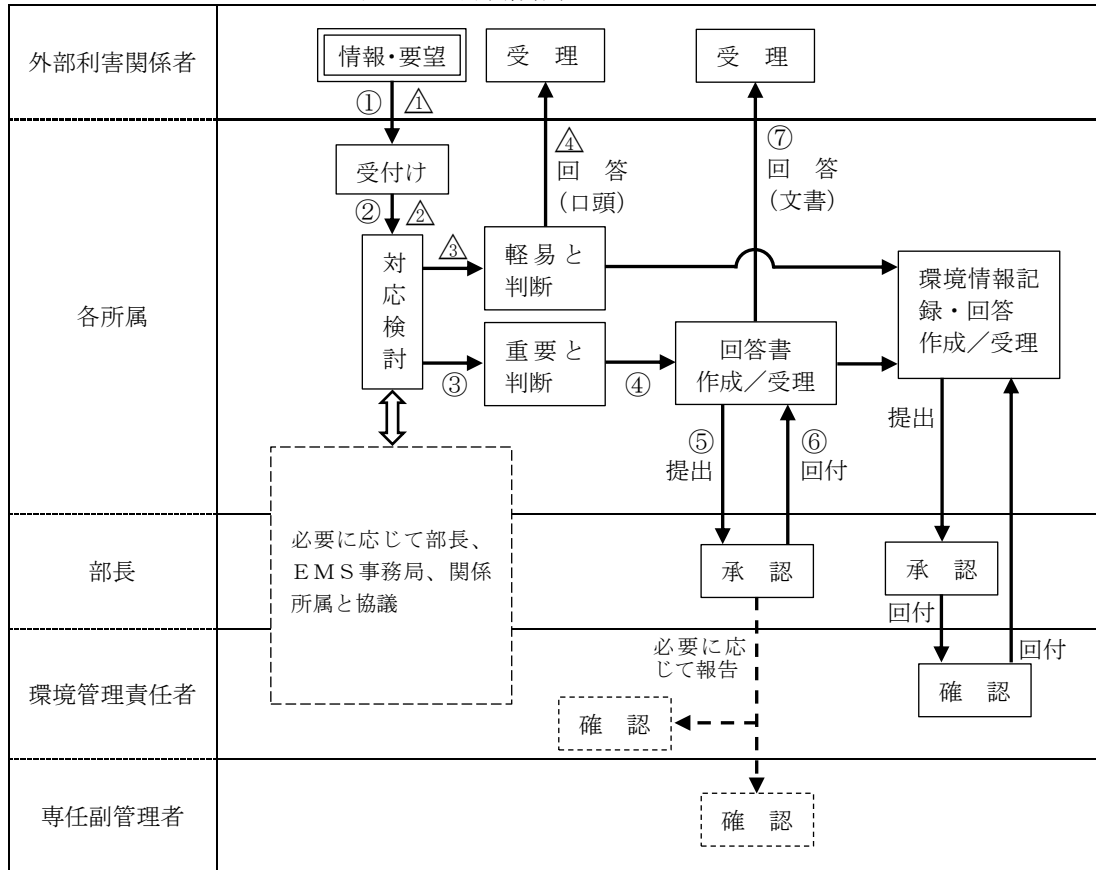 外部利害関係者
情報・要望
受　理
受　理
①
△1
各所属
受付け
②
△2
対応検討
△3
軽易と
判断
△4
回　答
（口頭）
③
重要と
判断
④
回答書
作成／受理
⑦
回　答
（文書）
環境情報記
録・回答
作成／受理
⑤
提出
⑥
回付
提出
必要に応じて部長、
ＥＭＳ事務局、関係
所属と協議
部長
承　認
承　認
回付
環境管理責任者
必要に応
じて報告
確　認
回付
確　認
専任副管理者
確　認